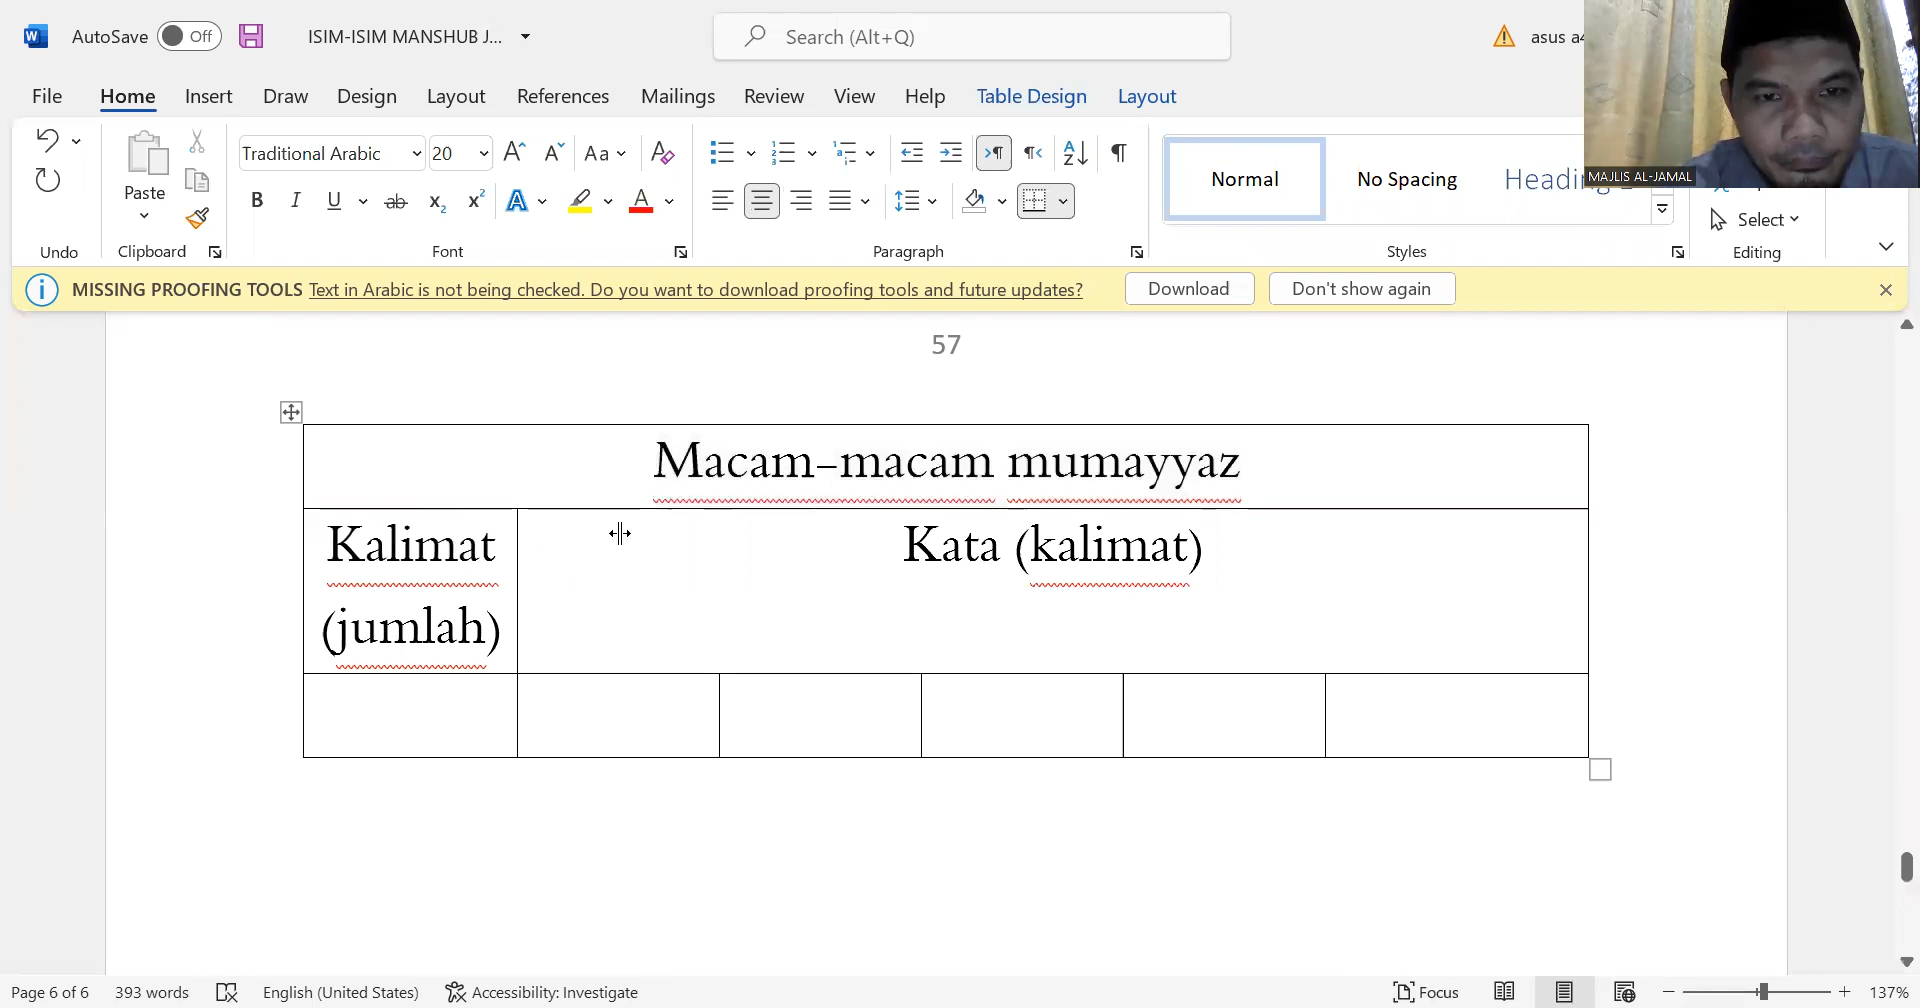 AutoSave Off ISIM-ISIM MANSHUB J... Search (Alt+Q) asus a4
File Home Insert Draw Design Layout References Mailings Review View Help Table Design Layout
MAJLIS AL-JAMAL
Traditional Arabic 20 Aa
Paste
Normal No Spacing Heading
Select
Undo Clipboard Font Paragraph Styles Editing
MISSING PROOFING TOOLS Text in Arabic is not being checked. Do you want to download proofing tools and future updates? Download Don't show again
57
Macam-macam mumayyaz
Kalimat
(jumlah)
Kata (kalimat)
Page 6 of 6 393 words English (United States) Accessibility: Investigate Focus 137%